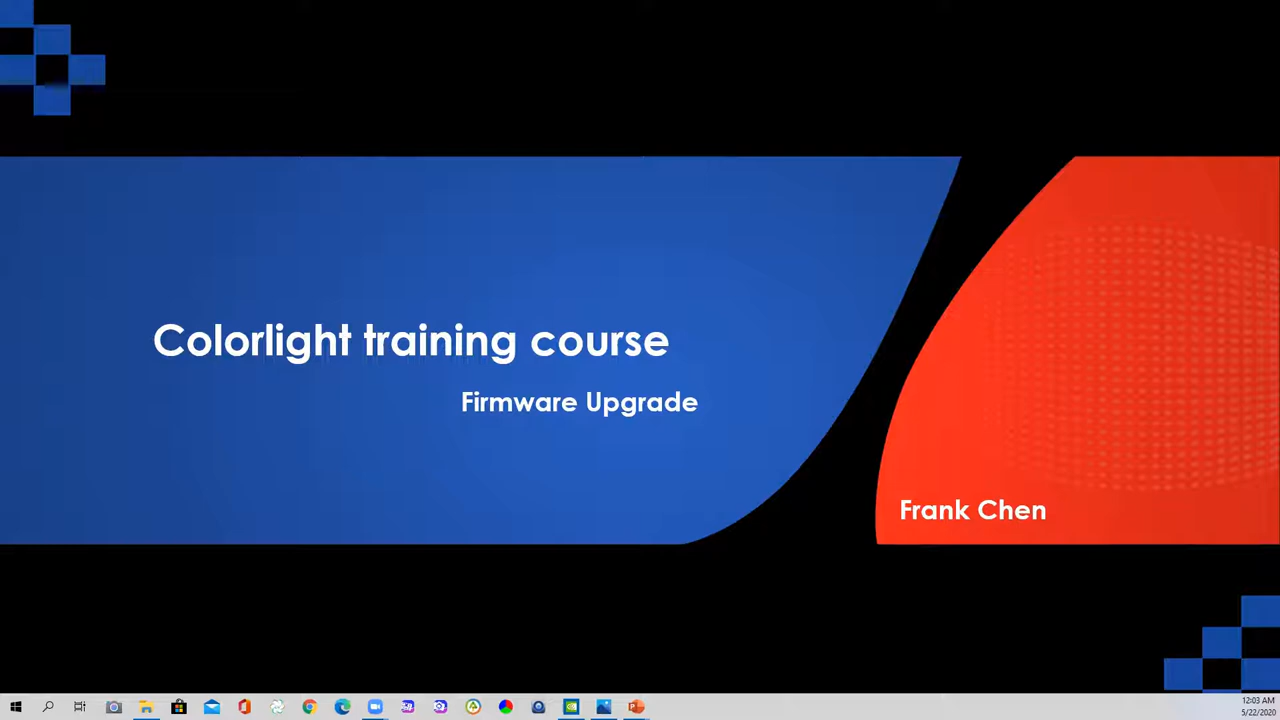 Colorlight training course
Firmware Upgrade
Frank Chen
12:03 AM
5/22/2020